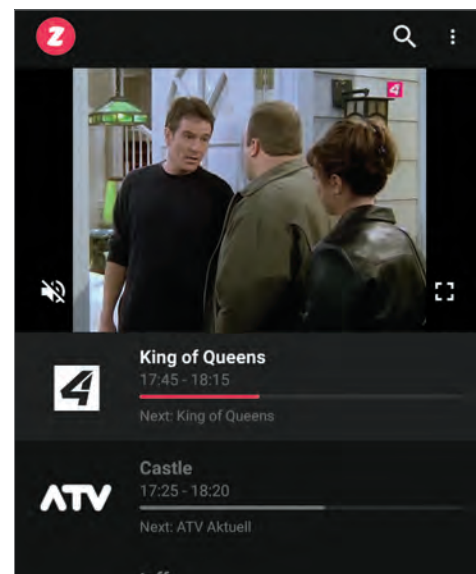 Z
4
King of Queens
17:45 - 18:15
4
Next: King of Queens
Castle
17:25 - 18:20
ATV
Next: ATV Aktuell